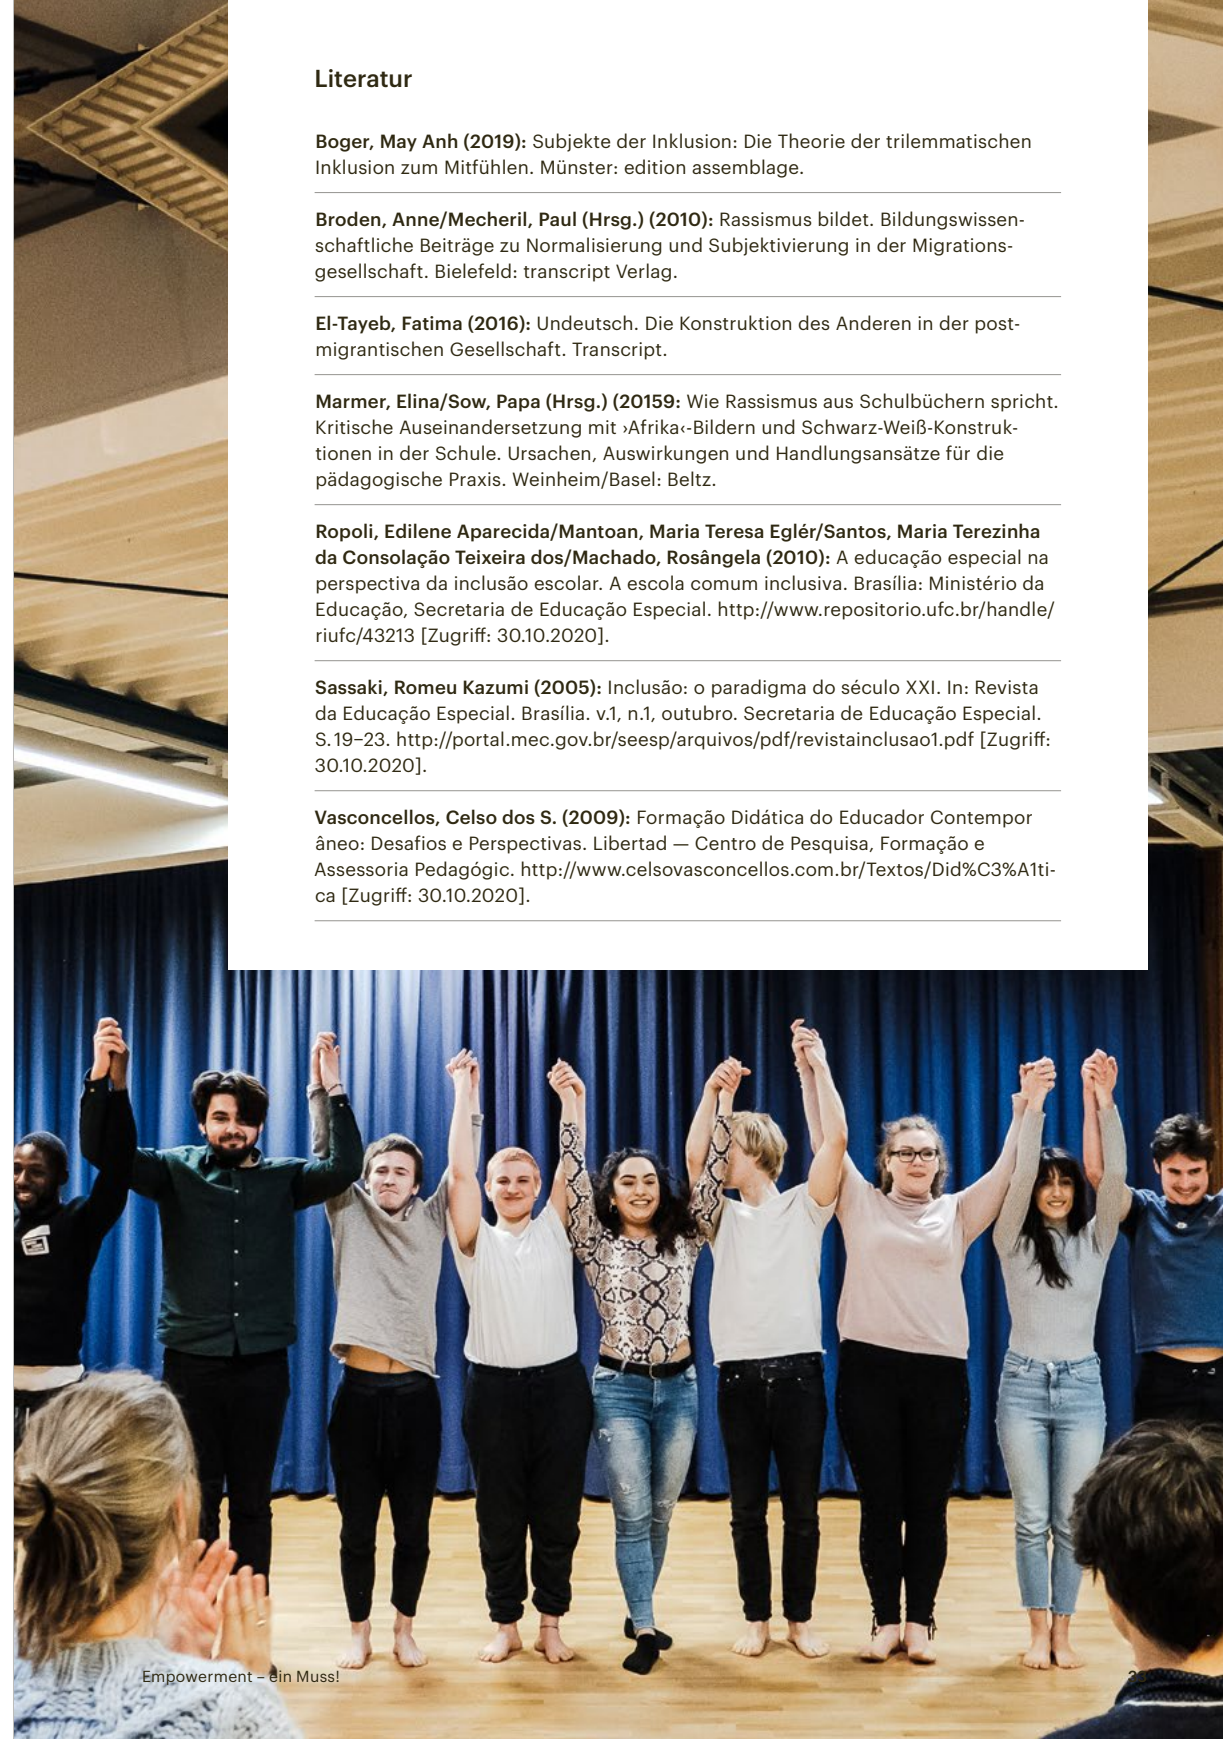 Literatur
Boger, May Anh (2019): Subjekte der Inklusion: Die Theorie der trilemmatischen
Inklusion zum Mitfühlen. Münster: edition assemblage.
Broden, Anne/Mecheril, Paul (Hrsg.) (2010): Rassismus bildet. Bildungswissen-
schaftliche Beiträge zu Normalisierung und Subjektivierung in der Migrations-
gesellschaft. Bielefeld: transcript Verlag.
El-Tayeb, Fatima (2016): Undeutsch. Die Konstruktion des Anderen in der post-
migrantischen Gesellschaft. Transcript.
Marmer, Elina/Sow, Papa (Hrsg.) (20159: Wie Rassismus aus Schulbüchern spricht.
Kritische Auseinandersetzung mit ›Afrika‹-Bildern und Schwarz-Weiß-Konstruk-
tionen in der Schule. Ursachen, Auswirkungen und Handlungsansätze für die
pädagogische Praxis. Weinheim/Basel: Beltz.
Ropoli, Edilene Aparecida/Mantoan, Maria Teresa Eglér/Santos, Maria Terezinha
da Consolação Teixeira dos/Machado, Rosângela (2010): A educação especial na
perspectiva da inclusão escolar. A escola comum inclusiva. Brasília: Ministério da
Educação, Secretaria de Educação Especial. http://www.repositorio.ufc.br/handle/
riufc/43213 [Zugriff: 30.10.2020].
Sassaki, Romeu Kazumi (2005): Inclusão: o paradigma do século XXI. In: Revista
da Educação Especial. Brasília. v.1, n.1, outubro. Secretaria de Educação Especial.
S. 19–23. http://portal.mec.gov.br/seesp/arquivos/pdf/revistainclusao1.pdf [Zugriff:
30.10.2020].
Vasconcellos, Celso dos S. (2009): Formação Didática do Educador Contempor
âneo: Desafios e Perspectivas. Libertad — Centro de Pesquisa, Formação e
Assessoria Pedagógic. http://www.celsovasconcellos.com.br/Textos/Did%C3%A1ti-
ca [Zugriff: 30.10.2020].
Empowerment – ein Muss!